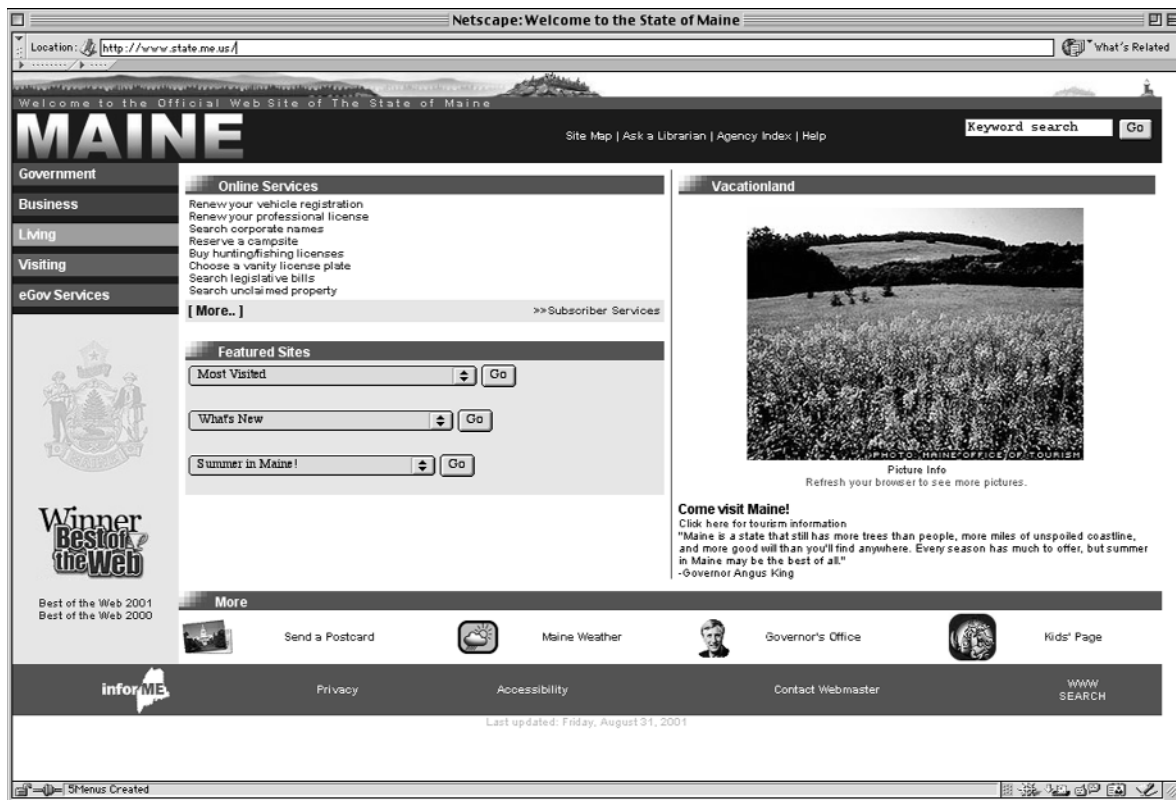 Netscape: Welcome to the State of Maine
Location: http://www.state.me.us/
What's Related
Welcome to the Official Web Site of The State of Maine
MAINE
Site Map | Ask a Librarian | Agency Index | Help
Keyword search
Go
Government
Business
Living
Visiting
eGov Services
Winner
Best of
the Web
Best of the Web 2001
Best of the Web 2000
Online Services
Renew your vehicle registration
Renew your professional license
Search corporate names
Reserve a campsite
Buy hunting/fishing licenses
Choose a vanity license plate
Search legislative bills
Search unclaimed property
[ More.. ]
>>Subscriber Services
Featured Sites
Most Visited
Go
What's New
Go
Summer in Maine!
Go
Vacationland
PHOTO: MAINE OFFICE OF TOURISM
Picture Info
Refresh your browser to see more pictures.
Come visit Maine!
Click here for tourism information
"Maine is a state that still has more trees than people, more miles of unspoiled coastline,
and more good will than you'll find anywhere. Every season has much to offer, but summer
in Maine may be the best of all."
-Governor Angus King
More
Send a Postcard
Maine Weather
Governor's Office
Kids' Page
inforME
Privacy
Accessibility
Contact Webmaster
WWW
SEARCH
Last updated: Friday, August 31, 2001
5Menus Created